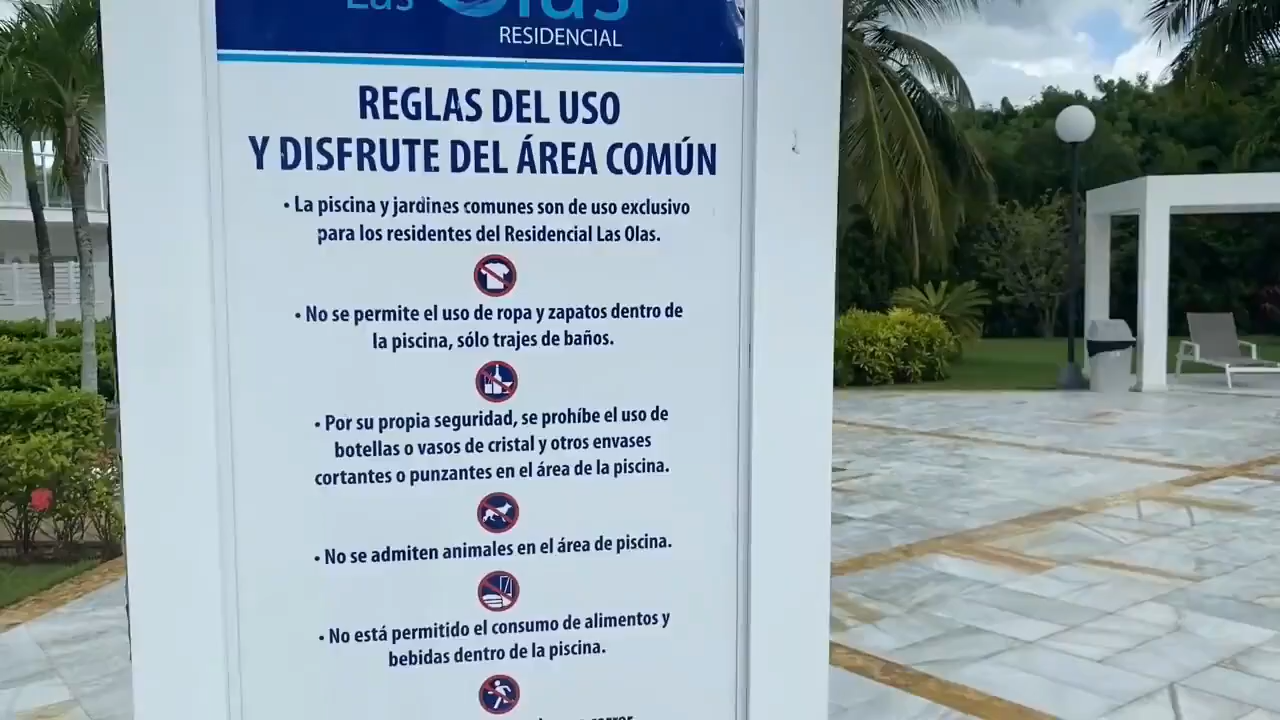 Las Olas
RESIDENCIAL
REGLAS DEL USO
Y DISFRUTE DEL ÁREA COMÚN
• La piscina y jardines comunes son de uso exclusivo
para los residentes del Residencial Las Olas.
• No se permite el uso de ropa y zapatos dentro de
la piscina, sólo trajes de baños.
• Por su propia seguridad, se prohíbe el uso de
botellas o vasos de cristal y otros envases
cortantes o punzantes en el área de la piscina.
• No se admiten animales en el área de piscina.
• No está permitido el consumo de alimentos y
bebidas dentro de la piscina.